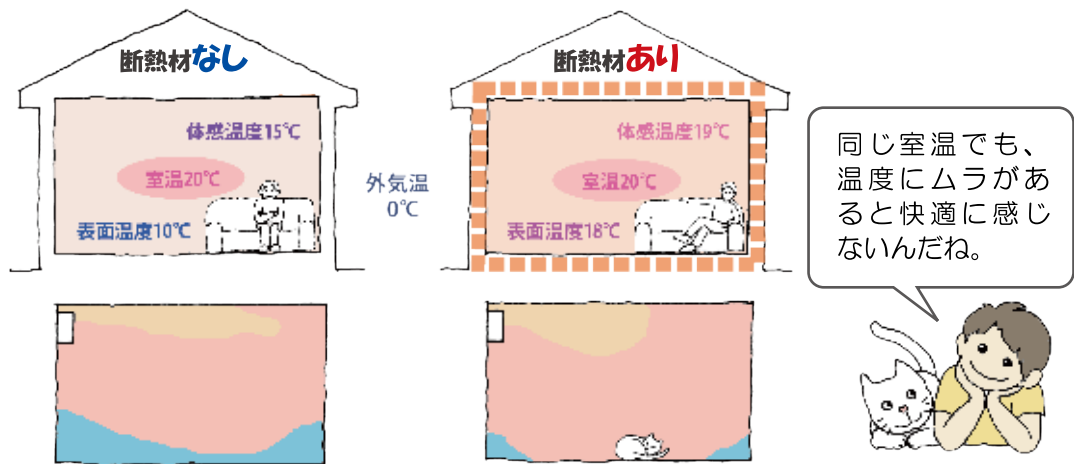 断熱材なし
体感温度15℃
室温20℃
表面温度10℃
外気温
0℃
断熱材あり
体感温度19℃
室温20℃
表面温度18℃
同じ室温でも、
温度にムラがあ
ると快適に感じ
ないんだね。